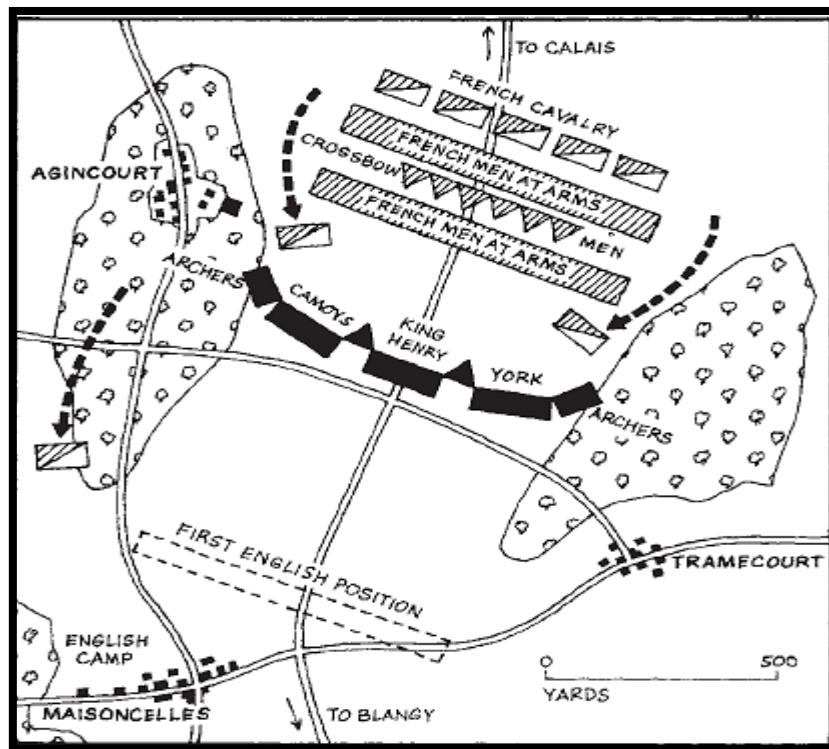 TO CALAIS
FRENCH CAVALRY
FRENCH MEN AT ARMS
CROSSBOW MEN
FRENCH MEN AT ARMS
AGINCOURT
ARCHERS
CAMOYS
KING
HENRY
YORK
ARCHERS
FIRST ENGLISH POSITION
TRAMECOURT
ENGLISH
CAMP
MAISONCELLES
TO BLANGY
0 500
YARDS